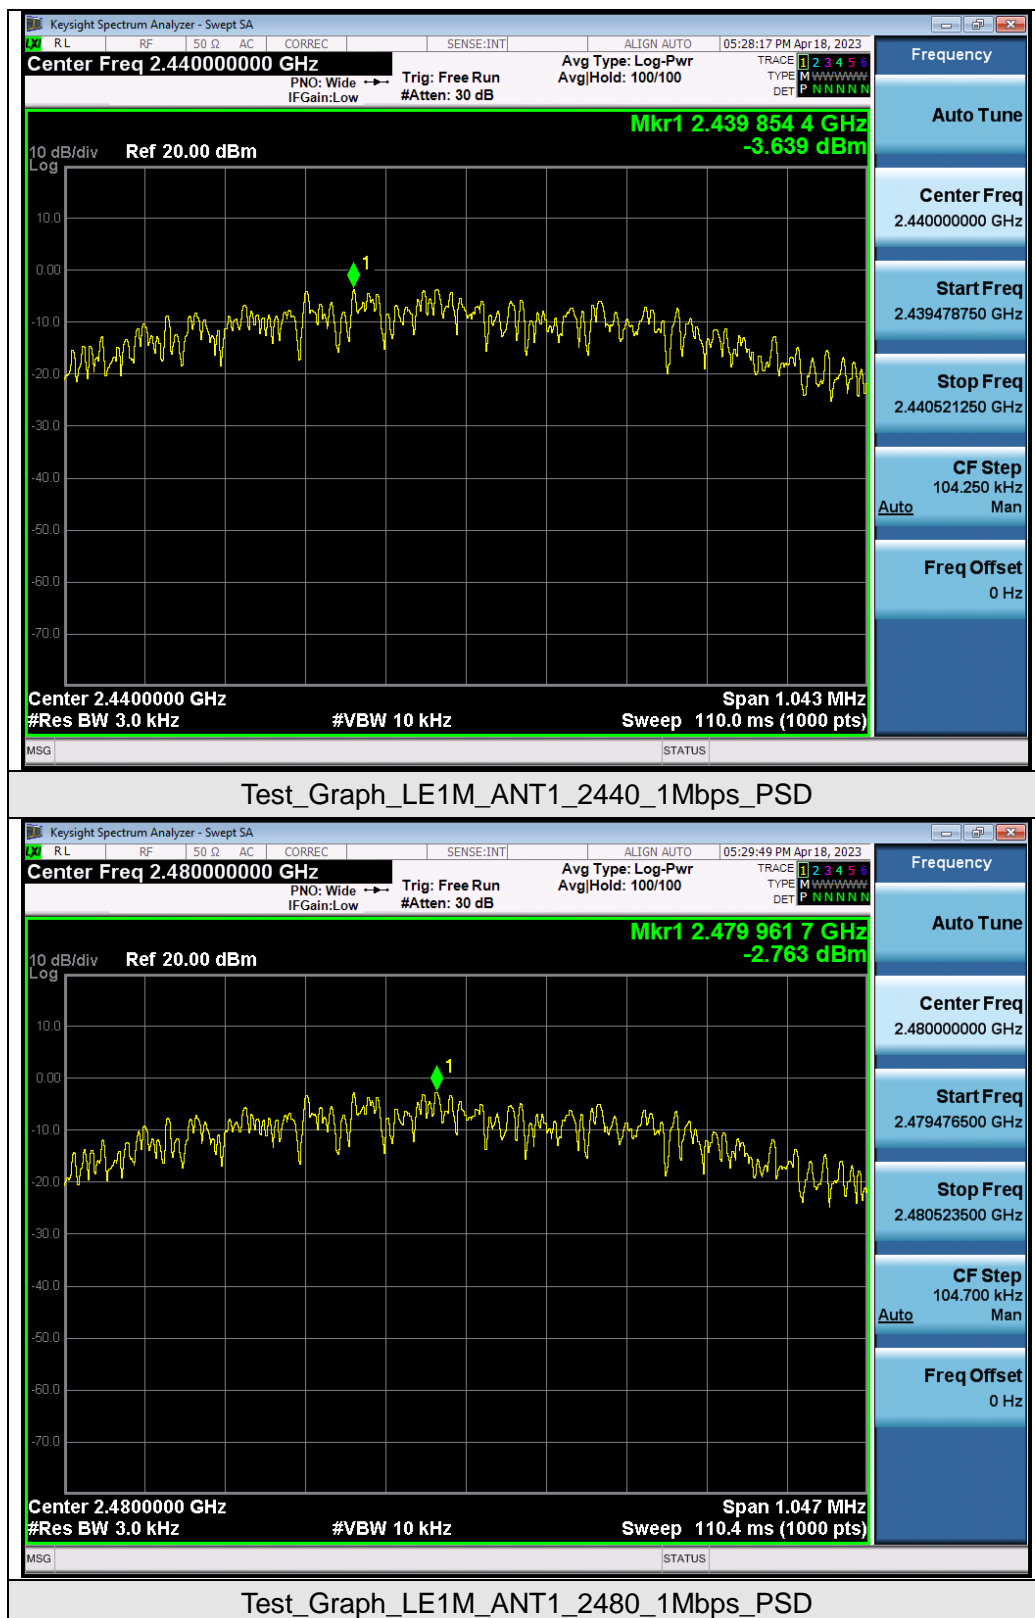 Keysight Spectrum Analyzer - Swept SA
LXI RL RF 50 Ω AC CORREC SENSE:INT ALIGN AUTO 05:28:17 PM Apr 18, 2023
Center Freq 2.440000000 GHz
PNO: Wide
IFGain:Low
Trig: Free Run
#Atten: 30 dB
Avg Type: Log-Pwr
Avg|Hold: 100/100
TRACE 1 2 3 4 5 6
TYPE M WWWWW
DET P N N N N N
Mkr1 2.439 854 4 GHz
-3.639 dBm
10 dB/div Ref 20.00 dBm
Log
10.0
0.00
-10.0
-20.0
-30.0
-40.0
-50.0
-60.0
-70.0
1
Center 2.4400000 GHz Span 1.043 MHz
#Res BW 3.0 kHz #VBW 10 kHz Sweep 110.0 ms (1000 pts)
MSG STATUS
Frequency
Auto Tune
Center Freq
2.440000000 GHz
Start Freq
2.439478750 GHz
Stop Freq
2.440521250 GHz
CF Step
104.250 kHz
Auto Man
Freq Offset
0 Hz
Test_Graph_LE1M_ANT1_2440_1Mbps_PSD
Keysight Spectrum Analyzer - Swept SA
LXI RL RF 50 Ω AC CORREC SENSE:INT ALIGN AUTO 05:29:49 PM Apr 18, 2023
Center Freq 2.480000000 GHz
PNO: Wide
IFGain:Low
Trig: Free Run
#Atten: 30 dB
Avg Type: Log-Pwr
Avg|Hold: 100/100
TRACE 1 2 3 4 5 6
TYPE M WWWWW
DET P N N N N N
Mkr1 2.479 961 7 GHz
-2.763 dBm
10 dB/div Ref 20.00 dBm
Log
10.0
0.00
-10.0
-20.0
-30.0
-40.0
-50.0
-60.0
-70.0
1
Center 2.4800000 GHz Span 1.047 MHz
#Res BW 3.0 kHz #VBW 10 kHz Sweep 110.4 ms (1000 pts)
MSG STATUS
Frequency
Auto Tune
Center Freq
2.480000000 GHz
Start Freq
2.479476500 GHz
Stop Freq
2.480523500 GHz
CF Step
104.700 kHz
Auto Man
Freq Offset
0 Hz
Test_Graph_LE1M_ANT1_2480_1Mbps_PSD